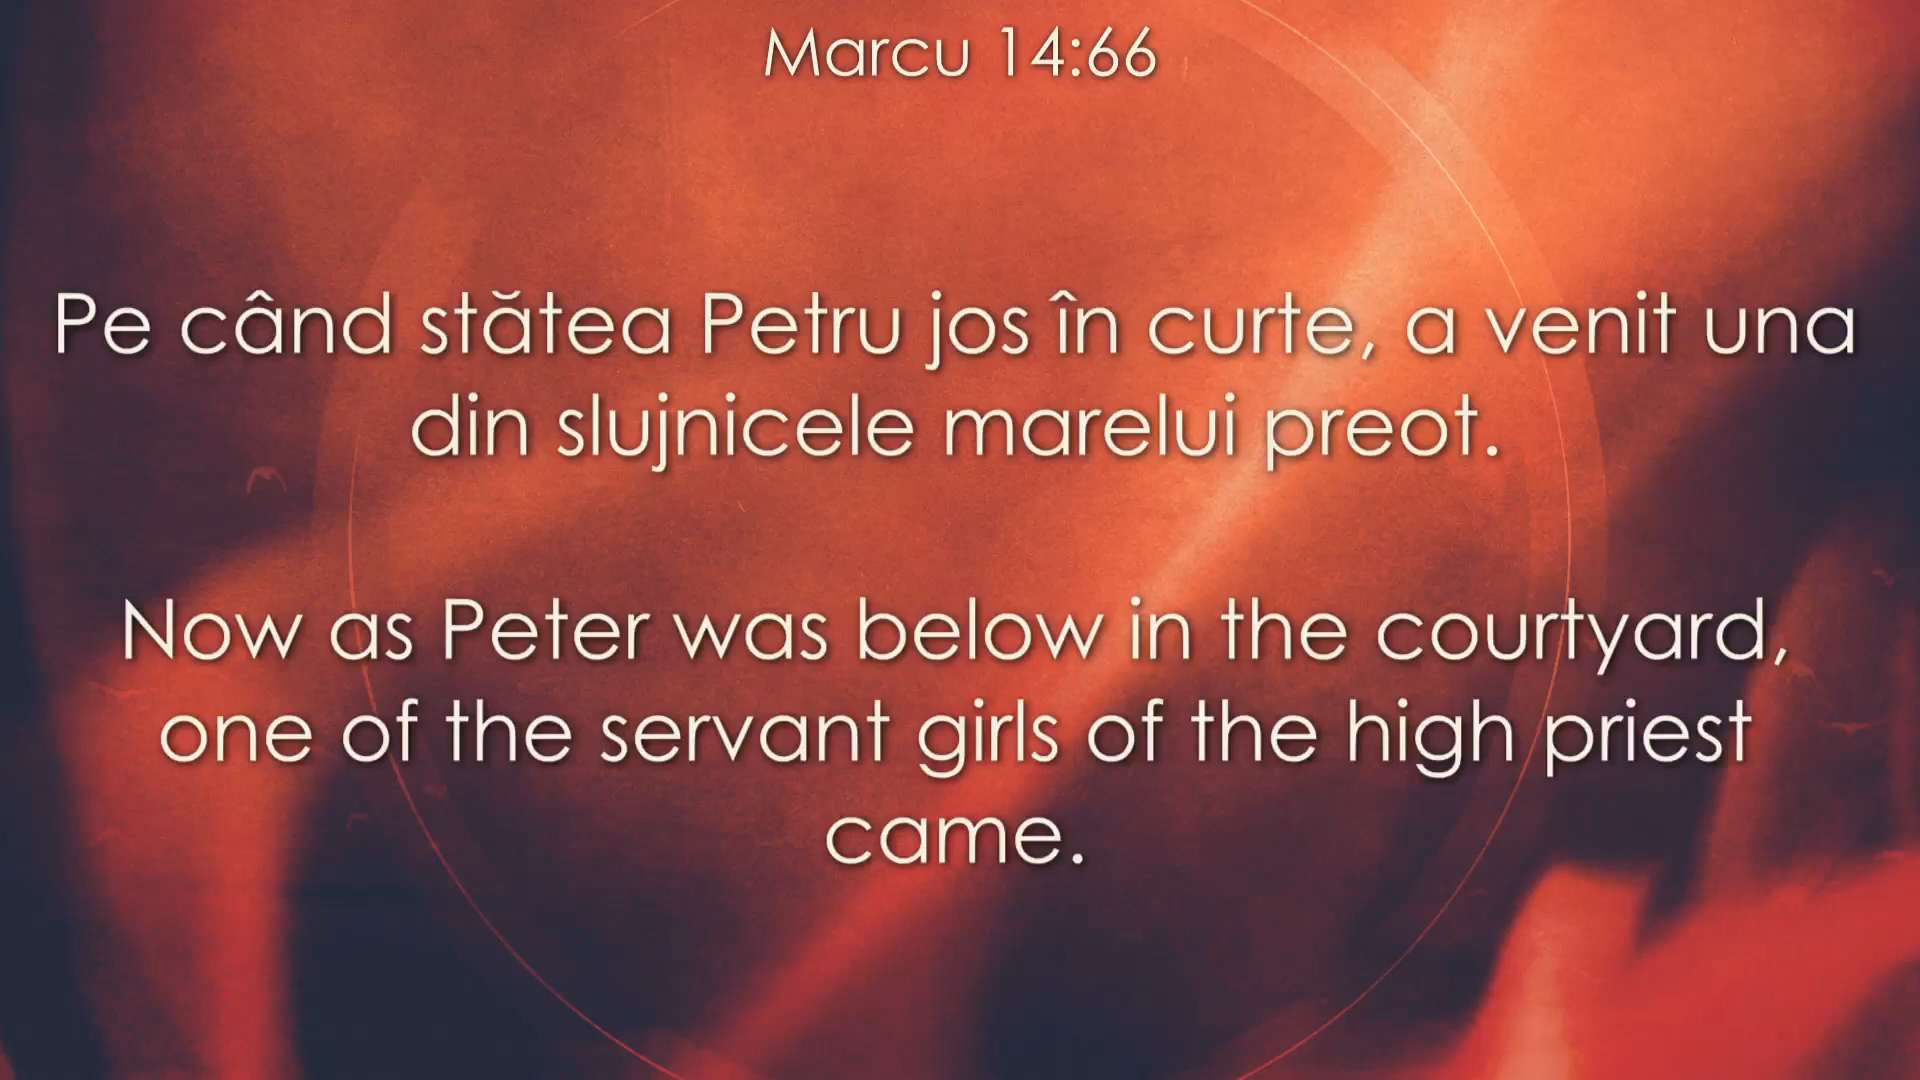 Marcu 14:66
Pe când stătea Petru jos în curte, a venit una
din slujnicele marelui preot.
Now as Peter was below in the courtyard,
one of the servant girls of the high priest
came.